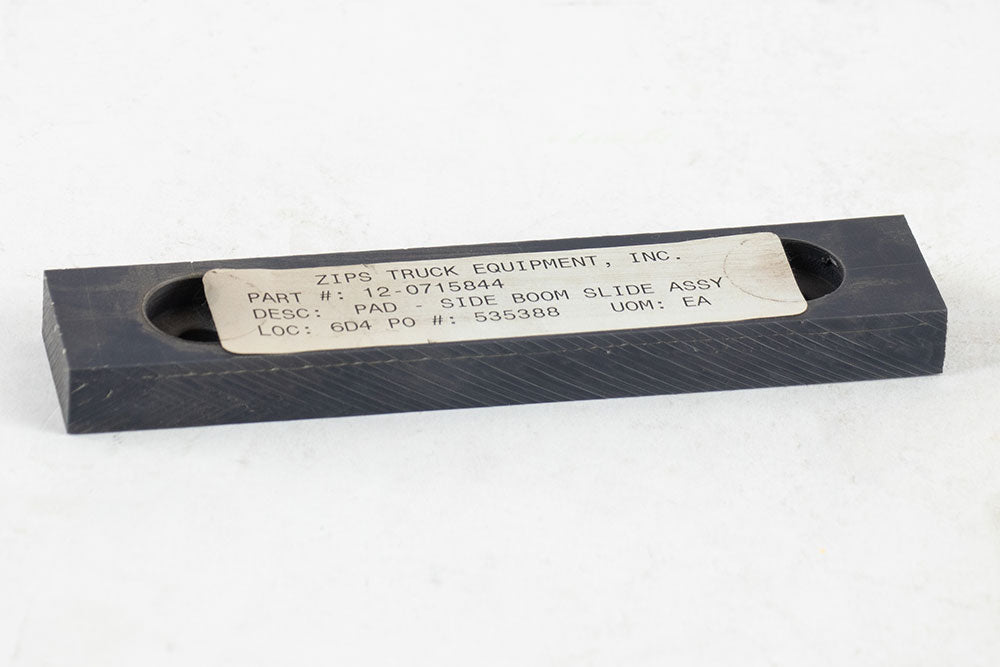 ZIPS TRUCK EQUIPMENT, INC.
PART #: 12-0715844
DESC: PAD - SIDE BOOM SLIDE ASSY
LOC: 6D4 PO #: 535388 UOM: EA